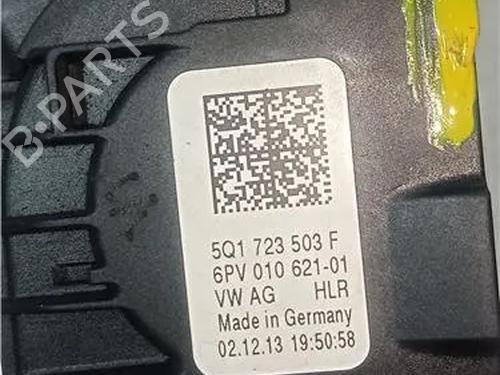 B-PARTS
5Q1 723 503 F
6PV 010 621-01
VW AG HLR
Made in Germany
02.12.13 19:50:58